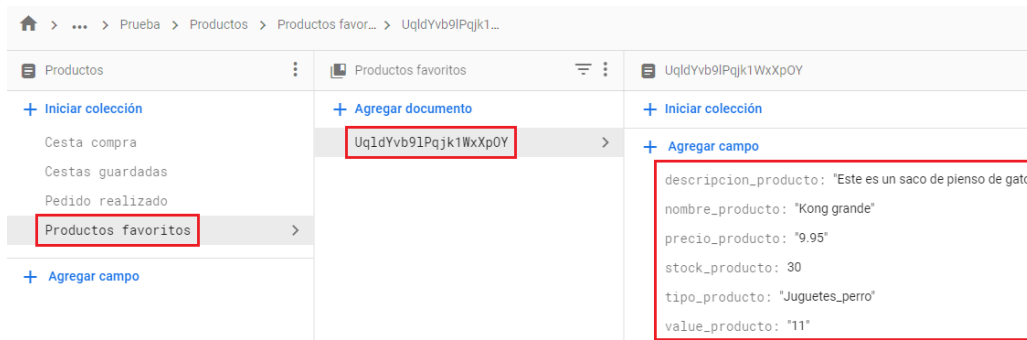 > ... > Prueba > Productos > Productos favor... > UqldYvb9lPqjk1...
Productos
+ Iniciar colección
Cesta compra
Cestas guardadas
Pedido realizado
Productos favoritos
+ Agregar campo
Productos favoritos
+ Agregar documento
UqldYvb9lPqjk1WxXpOY
UqldYvb9lPqjk1WxXpOY
+ Iniciar colección
+ Agregar campo
descripcion_producto: "Este es un saco de pienso de gato
nombre_producto: "Kong grande"
precio_producto: "9.95"
stock_producto: 30
tipo_producto: "Juguetes_perro"
value_producto: "11"